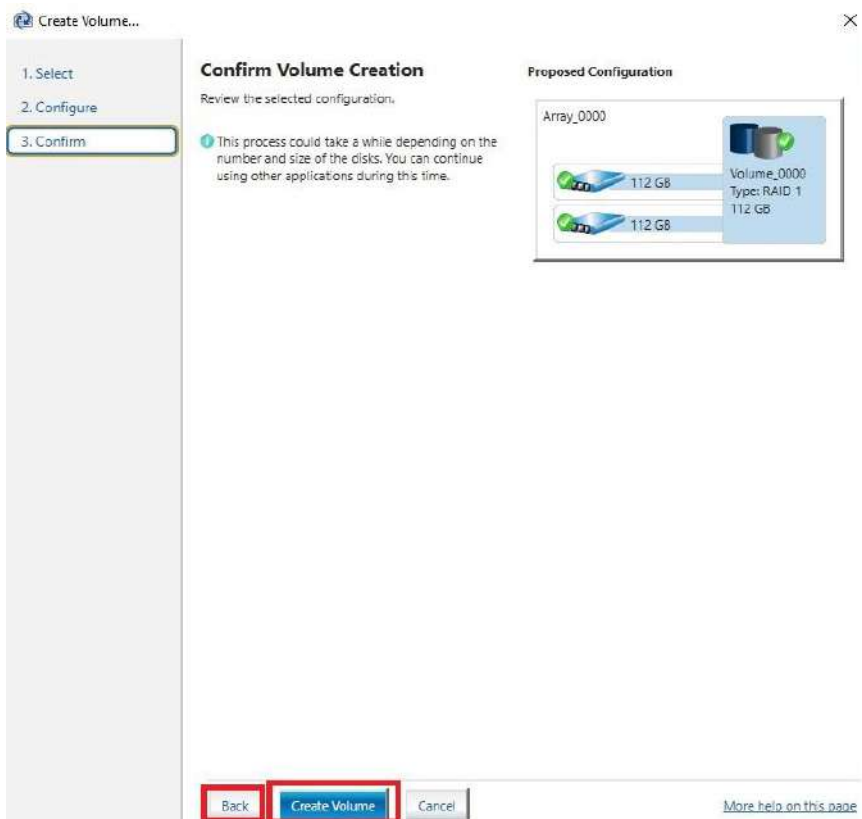 Create Volume...
1. Select
2. Configure
3. Confirm
Confirm Volume Creation
Review the selected configuration.
This process could take a while depending on the
number and size of the disks. You can continue
using other applications during this time.
Proposed Configuration
Array_0000
112 GB
112 GB
Volume_0000
Type: RAID 1
112 GB
Back
Create Volume
Cancel
More help on this page